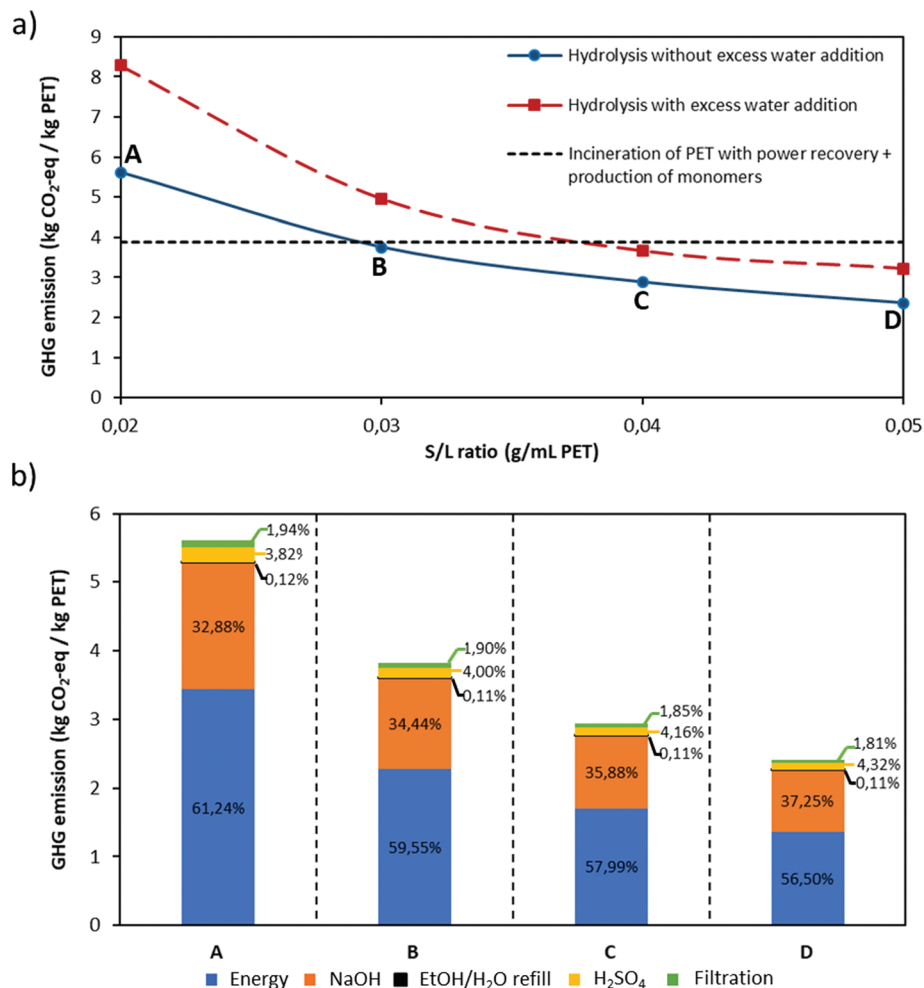 a)
GHG emission (kg CO₂-eq / kg PET)
9
8
7
6
5
4
3
2
1
0
Hydrolysis without excess water addition
Hydrolysis with excess water addition
Incineration of PET with power recovery +
production of monomers
A
B
C
D
0,02
0,03
0,04
0,05
S/L ratio (g/mL PET)
b)
GHG emission (kg CO₂-eq / kg PET)
6
5
4
3
2
1
0
1,94%
3,82%
0,12%
32,88%
61,24%
1,90%
4,00%
0,11%
34,44%
59,55%
1,85%
4,16%
0,11%
35,88%
57,99%
1,81%
4,32%
0,11%
37,25%
56,50%
A
B
C
D
Energy
NaOH
EtOH/H₂O refill
H₂SO₄
Filtration